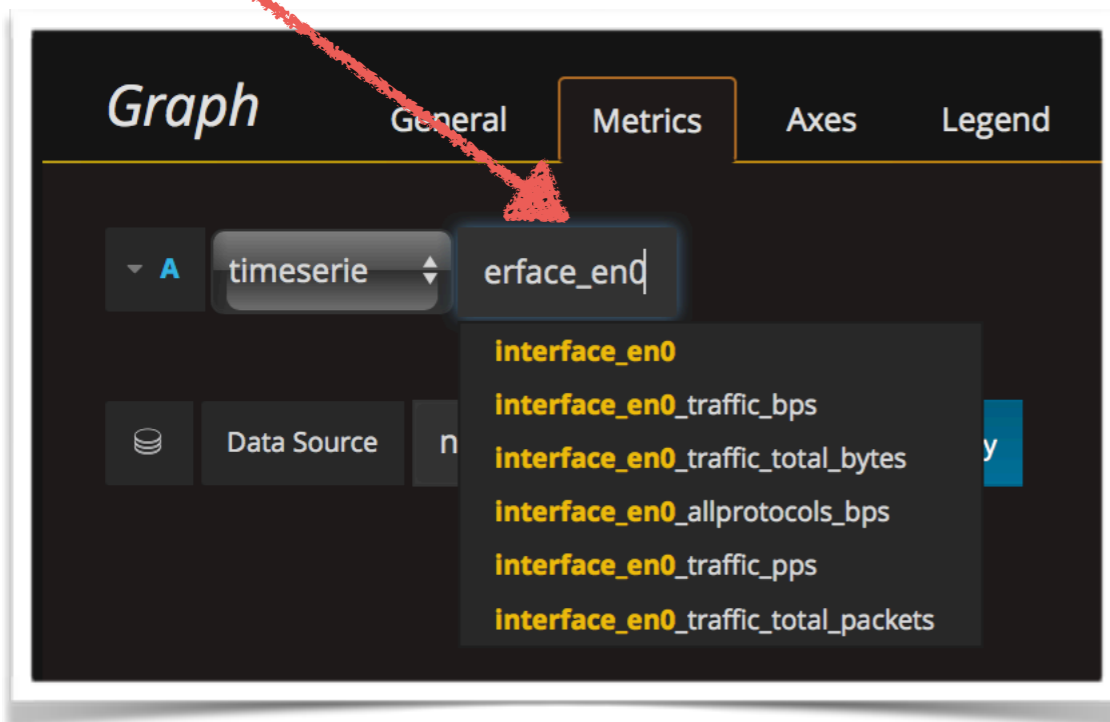 Graph General Metrics Axes Legend
A timeserie erface_en0
interface_en0
interface_en0_traffic_bps
Data Source n y
interface_en0_traffic_total_bytes
interface_en0_allprotocols_bps
interface_en0_traffic_pps
interface_en0_traffic_total_packets